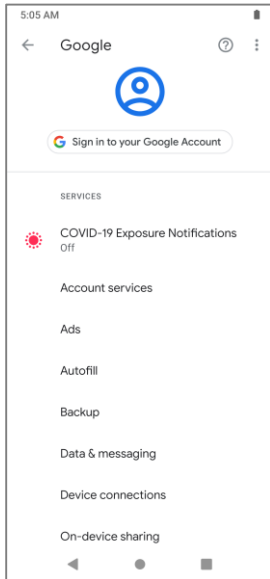 5:05 AM
Google
Sign in to your Google Account
SERVICES
COVID-19 Exposure Notifications
Off
Account services
Ads
Autofill
Backup
Data & messaging
Device connections
On-device sharing